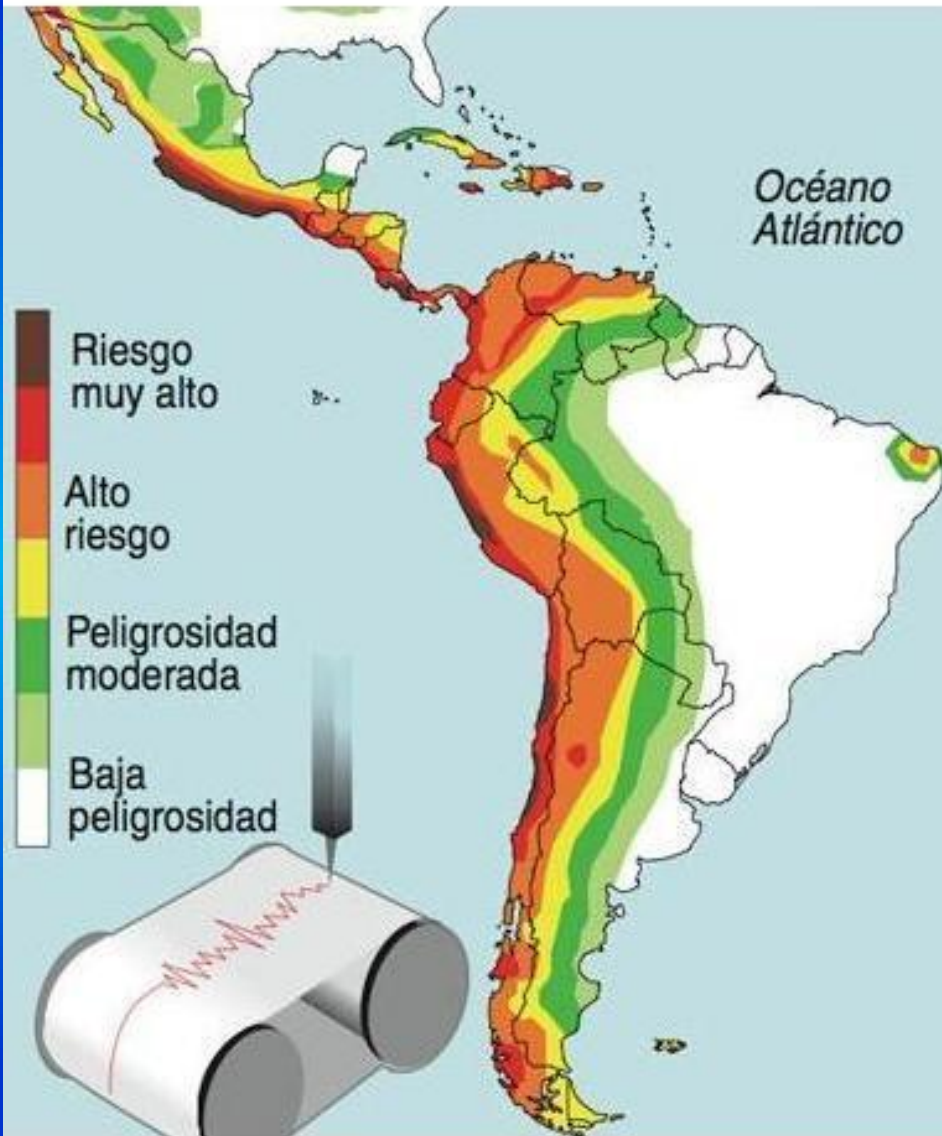 Océano
Atlántico
Riesgo
muy alto
Alto
riesgo
Peligrosidad
moderada
Baja
peligrosidad